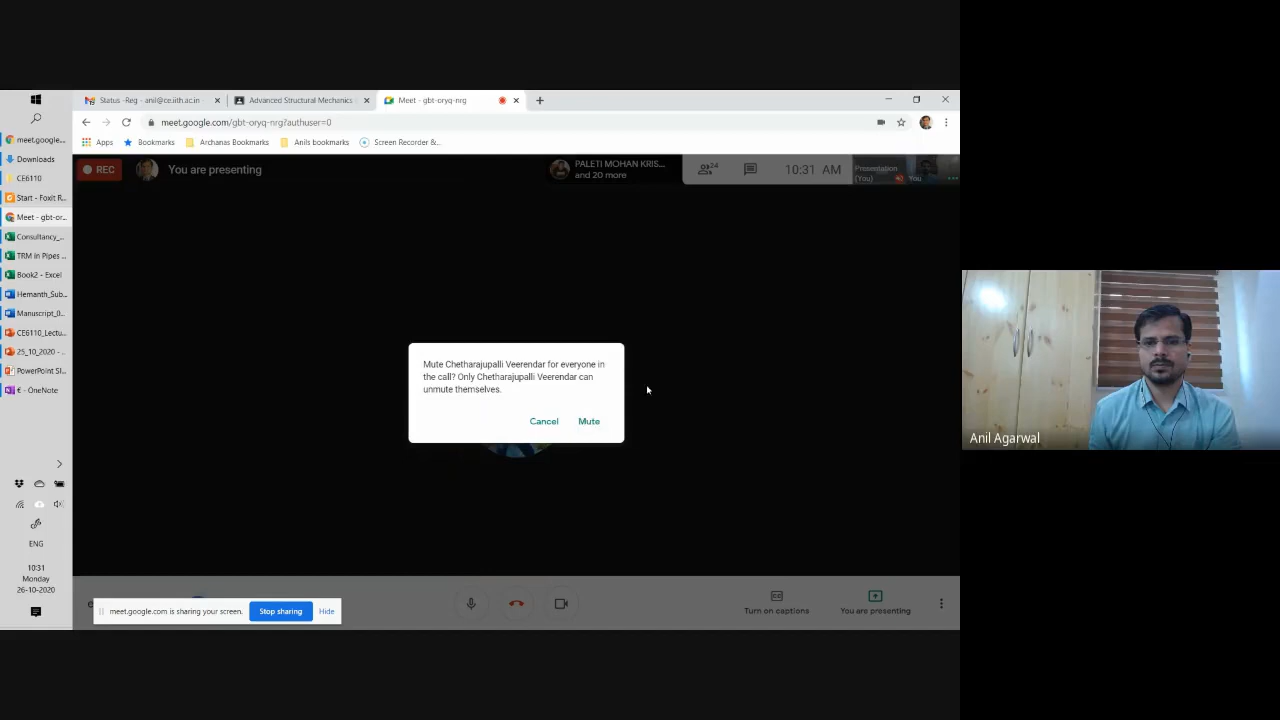 Status -Reg - anil@ce.iith.ac.in
Advanced Structural Mechanics
Meet - gbt-oryq-nrg
meet.google.com/gbt-oryq-nrg?authuser=0
Apps
Bookmarks
Archanas Bookmarks
Anils bookmarks
Screen Recorder &...
meet.google...
Downloads
CE6110
Start - Foxit R...
Meet - gbt-or...
Consultancy_...
TRM in Pipes ...
Book2 - Excel
Hemanth_Sub...
Manuscript_0...
CE6110_Lectu...
25_10_2020 - ...
PowerPoint Sl...
€ - OneNote
ENG
10:31
Monday
26-10-2020
REC
You are presenting
PALETI MOHAN KRIS...
and 20 more
24
10:31 AM
Presentation
(You)
You
Mute Chetharajupalli Veerendar for everyone in
the call? Only Chetharajupalli Veerendar can
unmute themselves.
Cancel
Mute
meet.google.com is sharing your screen.
Stop sharing
Hide
Turn on captions
You are presenting
Anil Agarwal